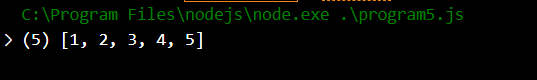 C:\Program Files\nodejs\node.exe .\program5.js
> (5) [1, 2, 3, 4, 5]